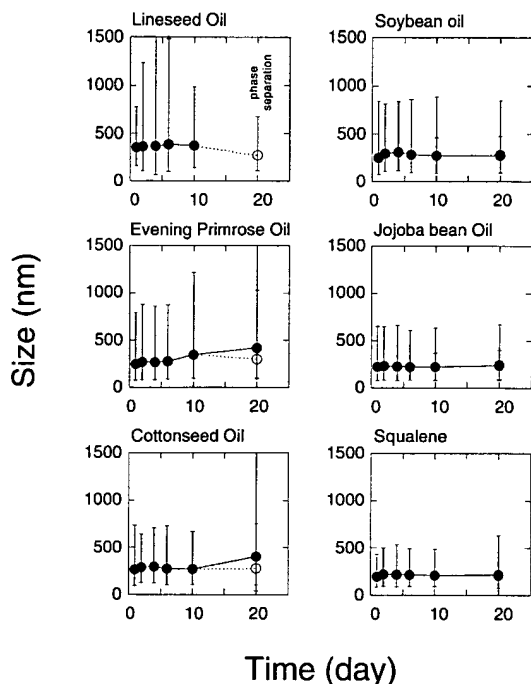 Lineseed Oil
1500
1000
500
0
0 10 20
phase
separation
Soybean oil
1500
1000
500
0
0 10 20
Evening Primrose Oil
1500
1000
500
0
0 10 20
Jojoba bean Oil
1500
1000
500
0
0 10 20
Cottonseed Oil
1500
1000
500
0
0 10 20
Squalene
1500
1000
500
0
0 10 20
Size (nm)
Time (day)